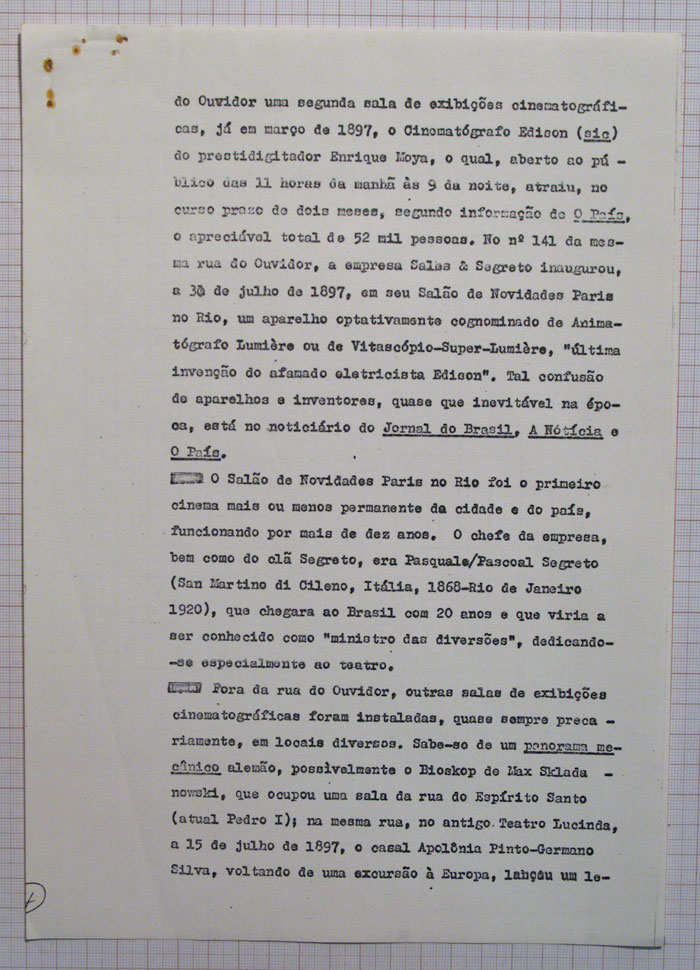 do Ouvidor uma segunda sala de exibições cinematográfi-
cas, já em março de 1897, o Cinematógrafo Edison (sic)
do prestidigitador Enrique Moya, o qual, aberto ao pú -
blico das 11 horas da manhã às 9 da noite, atraiu, no
curso prazo de dois meses, segundo informação de O País,
o apreciável total de 52 mil pessoas. No nº 141 da mes-
ma rua do Ouvidor, a empresa Sales & Segreto inaugurou,
a 30 de julho de 1897, em seu Salão de Novidades Paris
no Rio, um aparelho optativamente cognominado de Anima-
tógrafo Lumière ou de Vitascópio-Super-Lumière, "última
invenção do afamado eletricista Edison". Tal confusão
de aparelhos e inventores, quase que inevitável na épo-
ca, está no noticiário do Jornal do Brasil, A Nótícia e
O País.
O Salão de Novidades Paris no Rio foi o primeiro
cinema mais ou menos permanente da cidade e do país,
funcionando por mais de dez anos. O chefe da empresa,
bem como do clã Segreto, era Pasquale/Pascoal Segreto
(San Martino di Cileno, Itália, 1868-Rio de Janeiro
1920), que chegara ao Brasil com 20 anos e que viria a
ser conhecido como "ministro das diversões", dedicando-
-se especialmente ao teatro.
Fora da rua do Ouvidor, outras salas de exibições
cinematográficas foram instaladas, quase sempre preca -
riamente, em locais diversos. Sabe-se de um panorama me-
cânico alemão, possivelmente o Bioskop de Max Sklada -
nowski, que ocupou uma sala da rua do Espírito Santo
(atual Pedro I); na mesma rua, no antigo Teatro Lucinda,
a 15 de julho de 1897, o casal Apolônia Pinto-Germano
Silva, voltando de uma excursão à Europa, lançou um le-